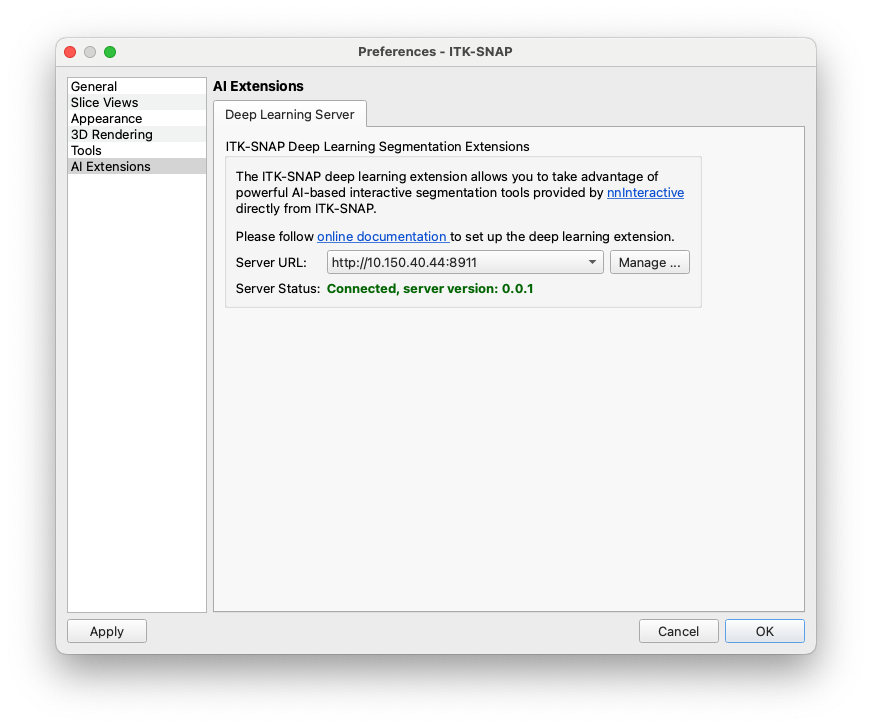 Preferences - ITK-SNAP
General
Slice Views
Appearance
3D Rendering
Tools
AI Extensions
AI Extensions
Deep Learning Server
ITK-SNAP Deep Learning Segmentation Extensions
The ITK-SNAP deep learning extension allows you to take advantage of
powerful AI-based interactive segmentation tools provided by nnInteractive
directly from ITK-SNAP.
Please follow online documentation to set up the deep learning extension.
Server URL: http://10.150.40.44:8911 Manage ...
Server Status: Connected, server version: 0.0.1
Apply Cancel OK